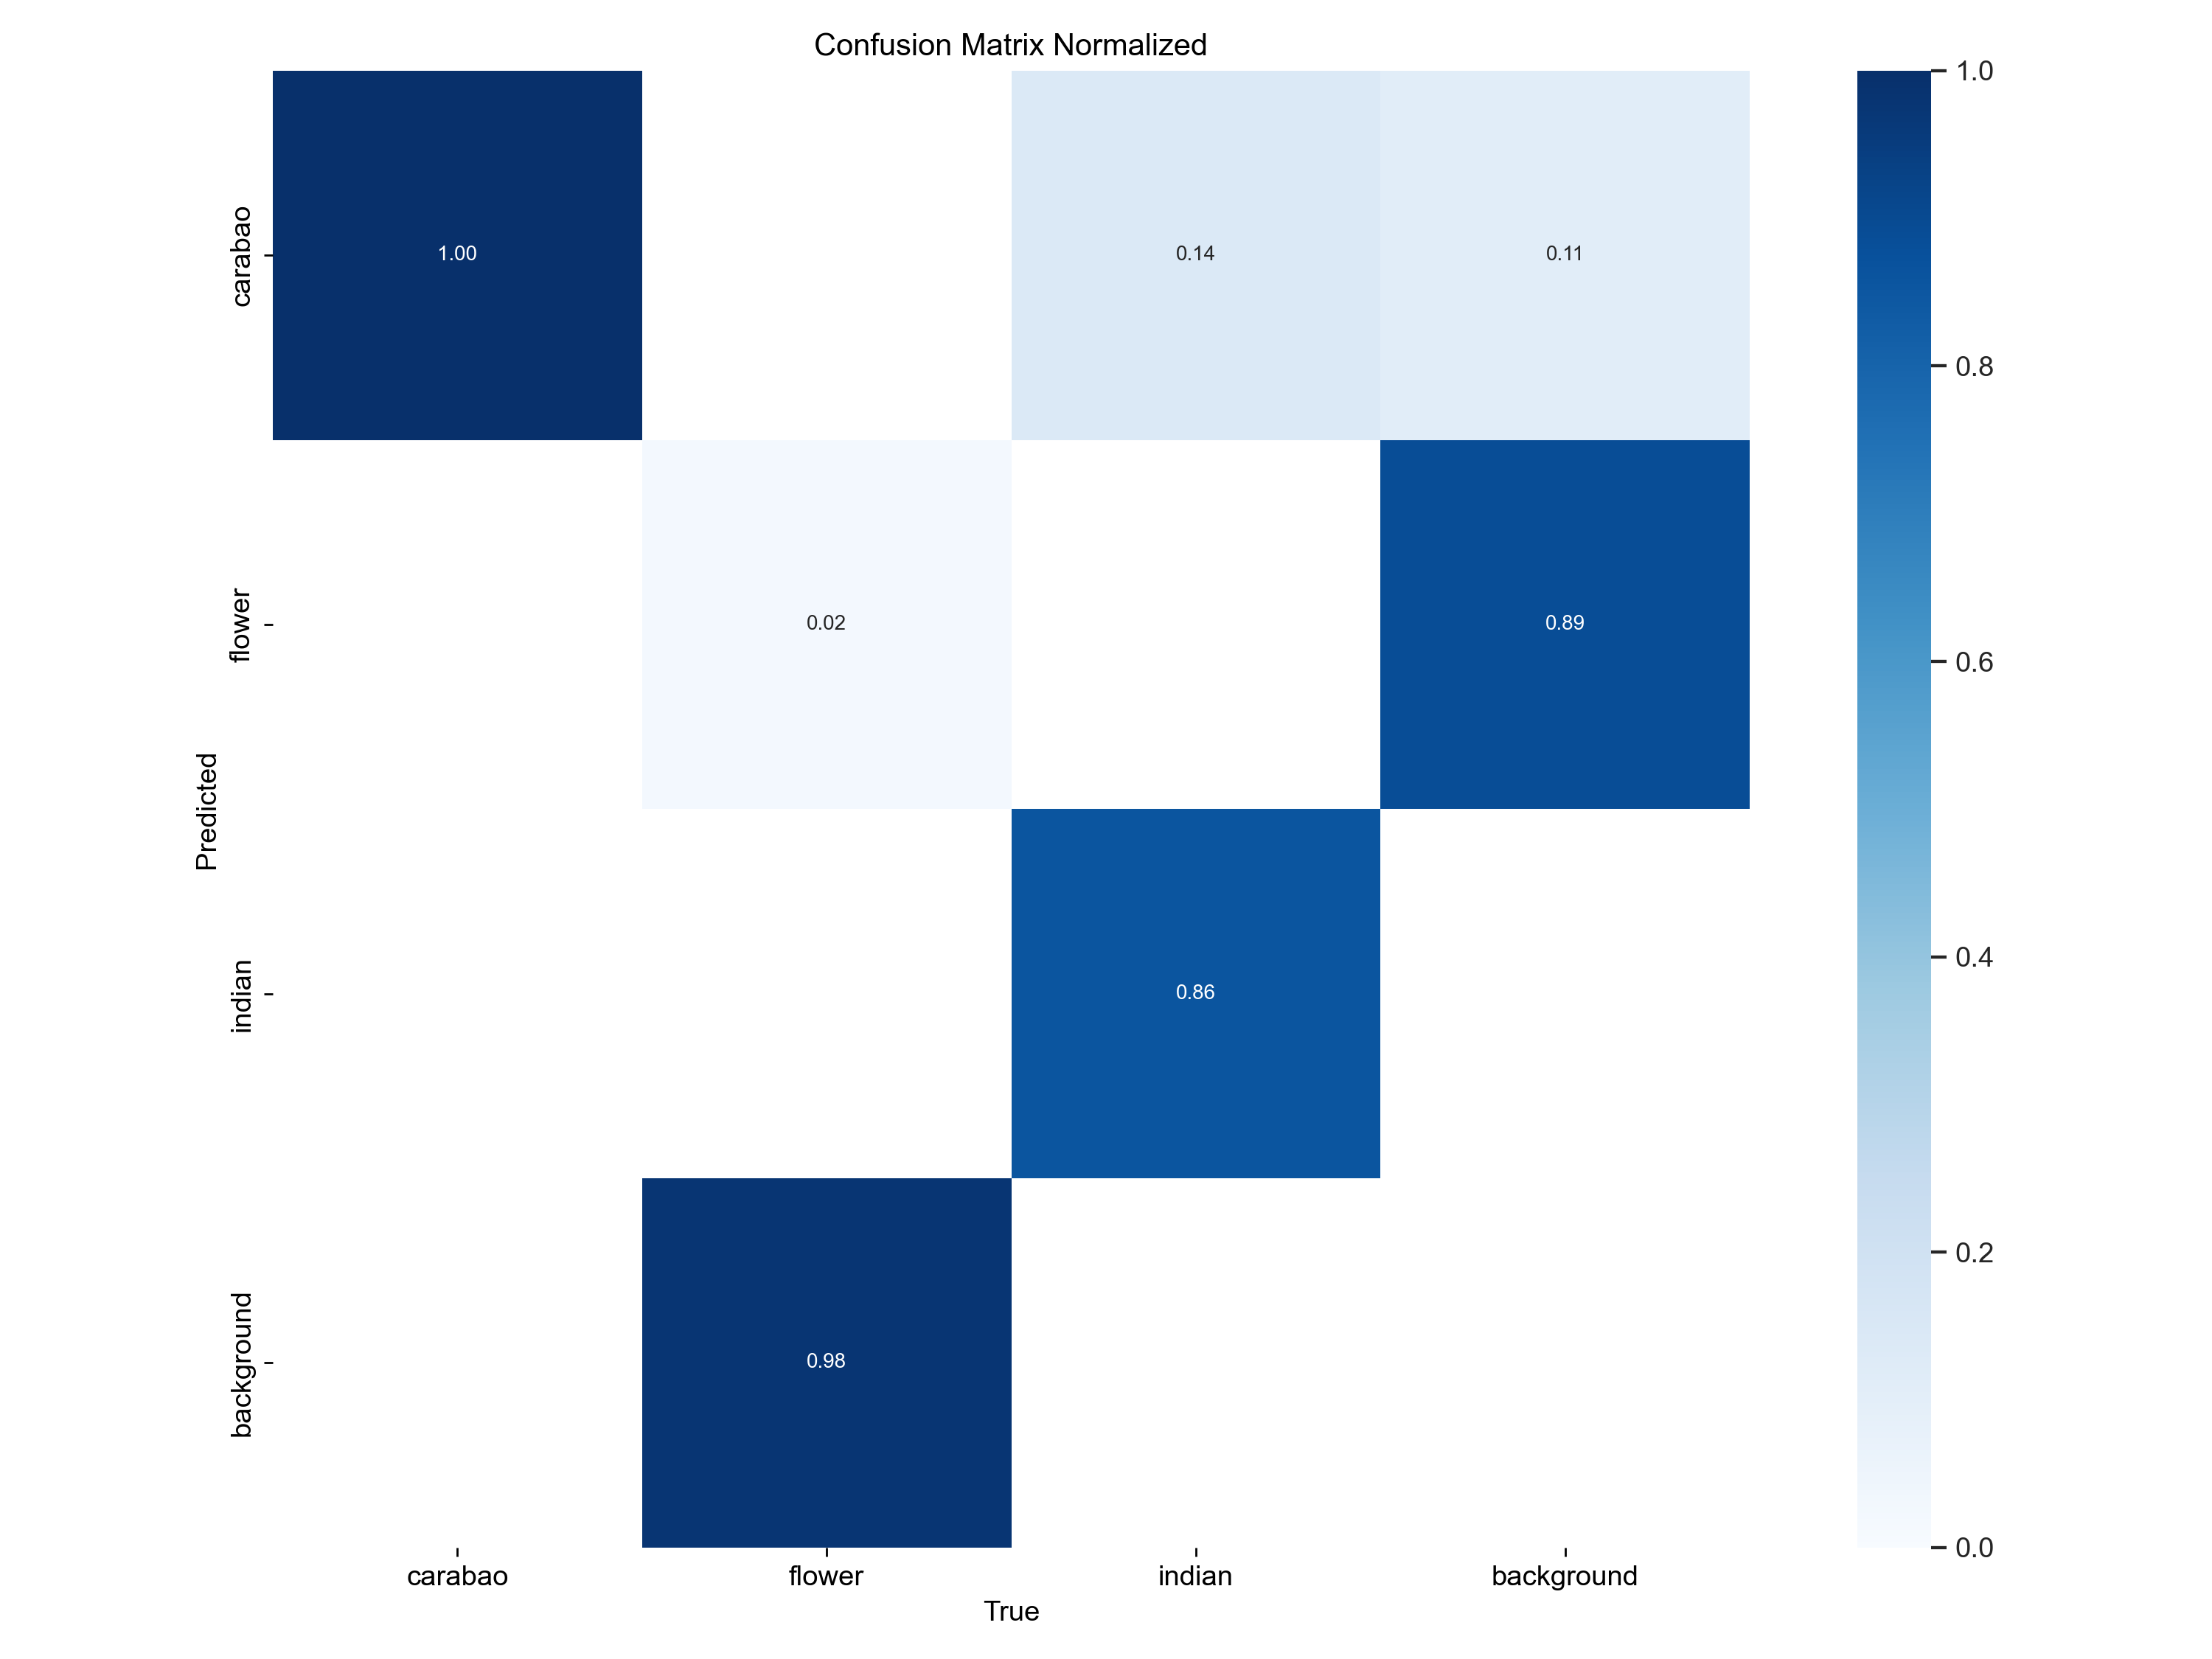 Confusion Matrix Normalized
1.0
carabao
1.00
0.14
0.11
0.8
flower
0.02
0.89
0.6
Predicted
indian
0.86
0.4
0.2
background
0.98
0.0
carabao
flower
indian
background
True